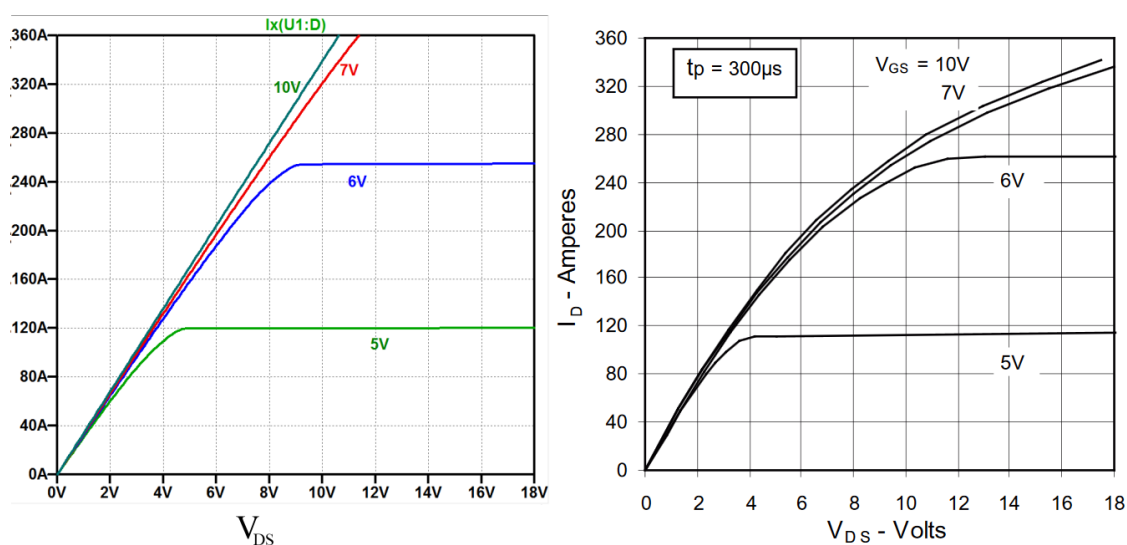 Ix(U1:D)
360A
320A
280A
240A
200A
160A
120A
80A
40A
0A
10V
7V
6V
5V
0V 2V 4V 6V 8V 10V 12V 14V 16V 18V
VDS
tp = 300µs
VGS = 10V
7V
6V
5V
ID - Amperes
360
320
280
240
200
160
120
80
40
0
0 2 4 6 8 10 12 14 16 18
VDS - Volts